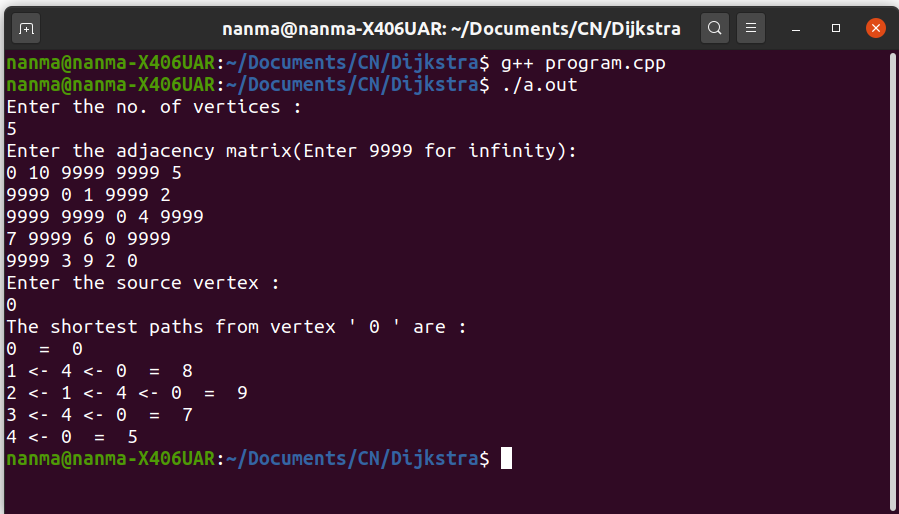 nanma@nanma-X406UAR: ~/Documents/CN/Dijkstra
nanma@nanma-X406UAR:~/Documents/CN/Dijkstra$ g++ program.cpp
nanma@nanma-X406UAR:~/Documents/CN/Dijkstra$ ./a.out
Enter the no. of vertices :
5
Enter the adjacency matrix(Enter 9999 for infinity):
0 10 9999 9999 5
9999 0 1 9999 2
9999 9999 0 4 9999
7 9999 6 0 9999
9999 3 9 2 0
Enter the source vertex :
0
The shortest paths from vertex ' 0 ' are :
0  =  0
1 <- 4 <- 0  =  8
2 <- 1 <- 4 <- 0  =  9
3 <- 4 <- 0  =  7
4 <- 0  =  5
nanma@nanma-X406UAR:~/Documents/CN/Dijkstra$